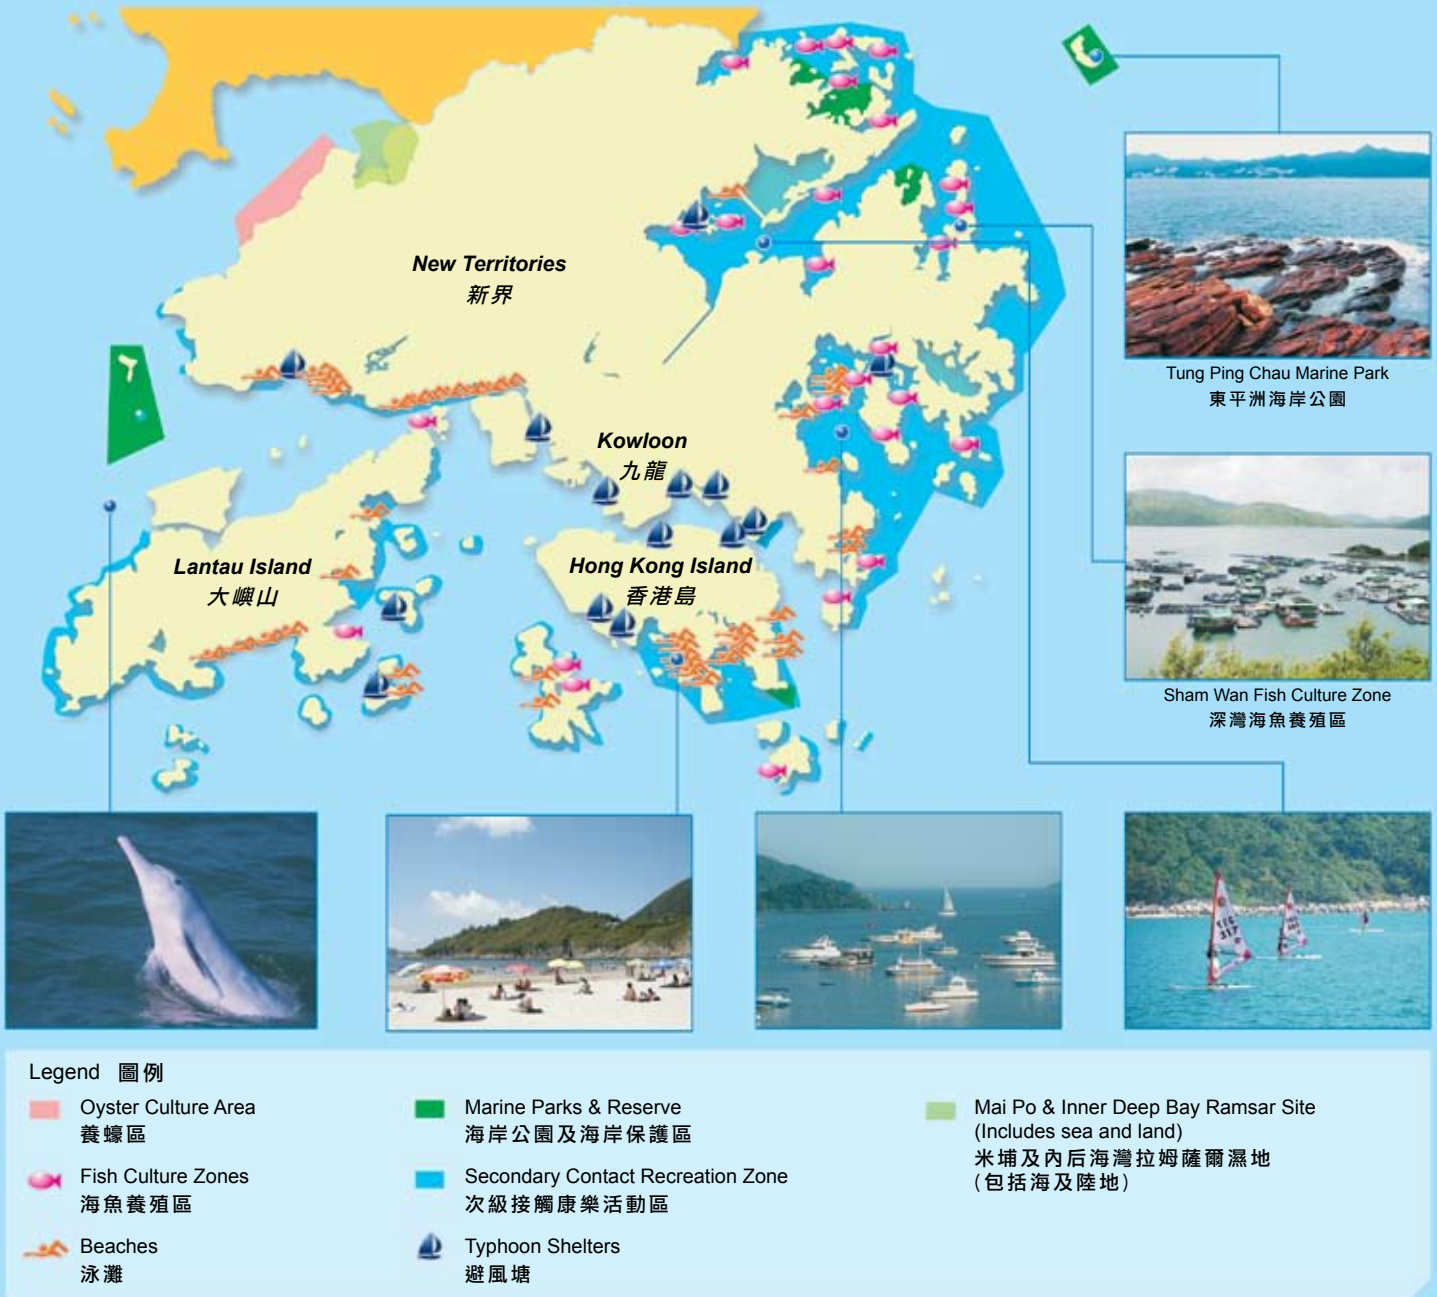 New Territories
新界
Kowloon
九龍
Lantau Island
大嶼山
Hong Kong Island
香港島
Tung Ping Chau Marine Park
東平洲海岸公園
Sham Wan Fish Culture Zone
深灣海魚養殖區
Legend 圖例
Oyster Culture Area
養蠔區
Fish Culture Zones
海魚養殖區
Beaches
泳灘
Marine Parks & Reserve
海岸公園及海岸保護區
Secondary Contact Recreation Zone
次級接觸康樂活動區
Typhoon Shelters
避風塘
Mai Po & Inner Deep Bay Ramsar Site
(Includes sea and land)
米埔及內后海灣拉姆薩爾濕地
(包括海及陸地)